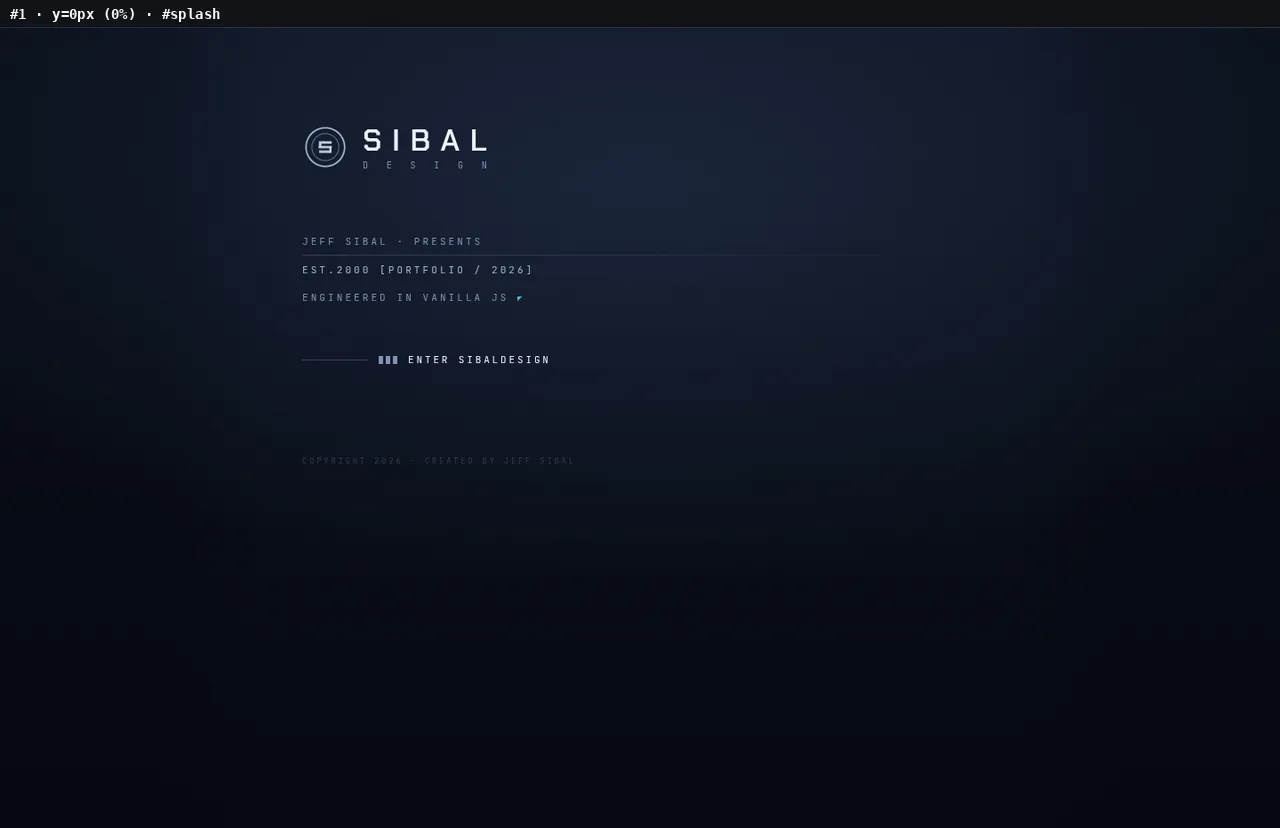 #1 · y=0px (0%) · #splash
S
SIBAL
DESIGN
JEFF SIBAL · PRESENTS
EST.2000 [PORTFOLIO / 2026]
ENGINEERED IN VANILLA JS
ENTER SIBALDESIGN
COPYRIGHT 2026 · CREATED BY JEFF SIBAL